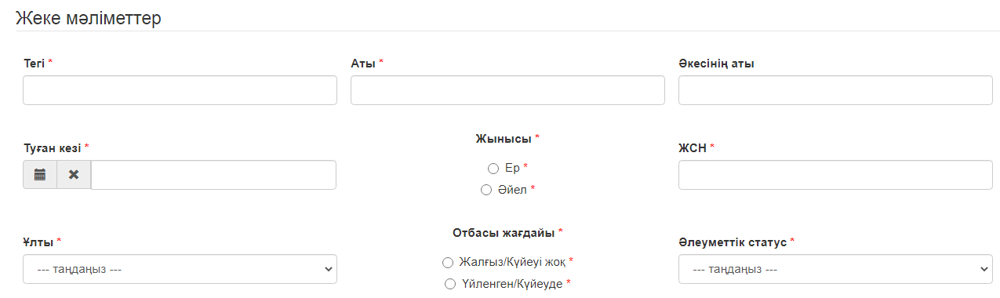 Жеке мәліметтер
Тегі *
Аты *
Әкесінің аты
Туған кезі *
Жынысы *
Ер *
Әйел *
ЖСН *
Ұлты *
--- таңдаңыз ---
Отбасы жағдайы *
Жалғыз/Күйеуі жоқ *
Үйленген/Күйеуде *
Әлеуметтік статус *
--- таңдаңыз ---